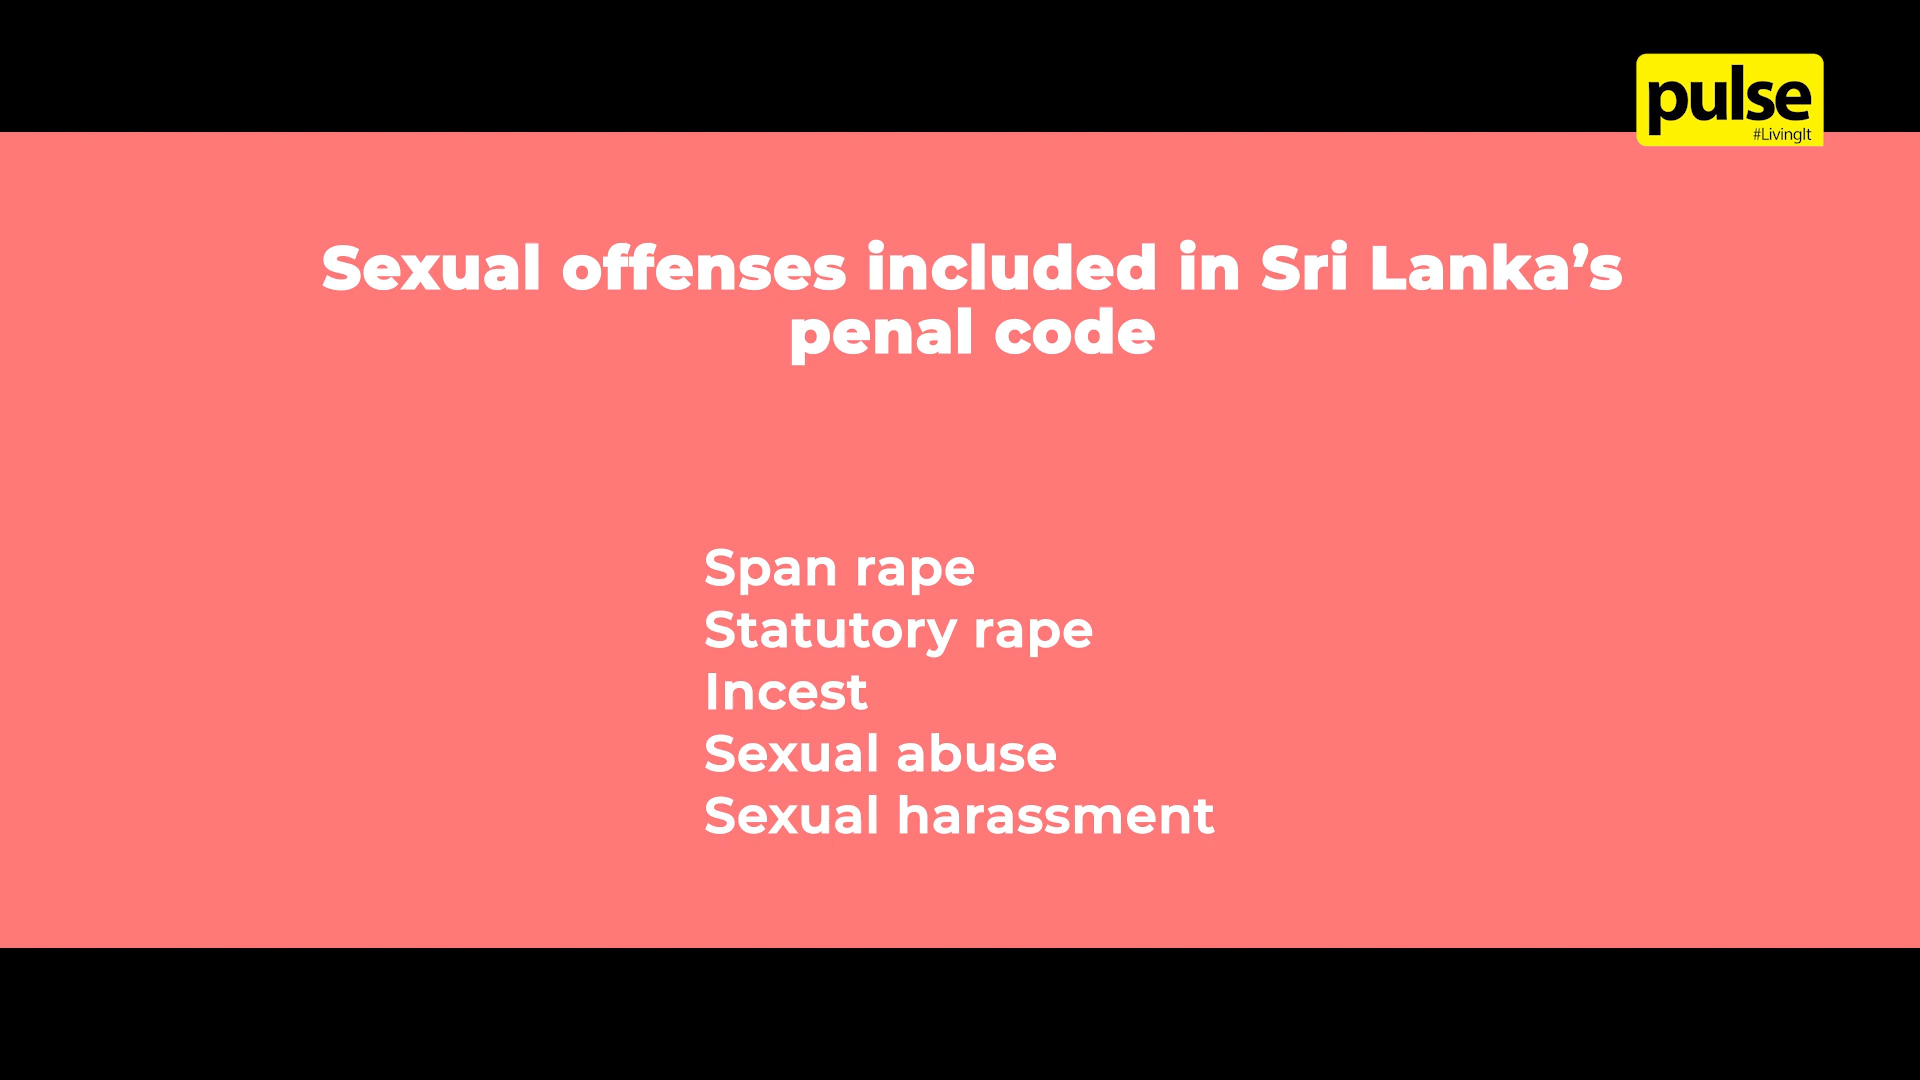 pulse
#LivingIt
Sexual offenses included in Sri Lanka’s
penal code
Span rape
Statutory rape
Incest
Sexual abuse
Sexual harassment